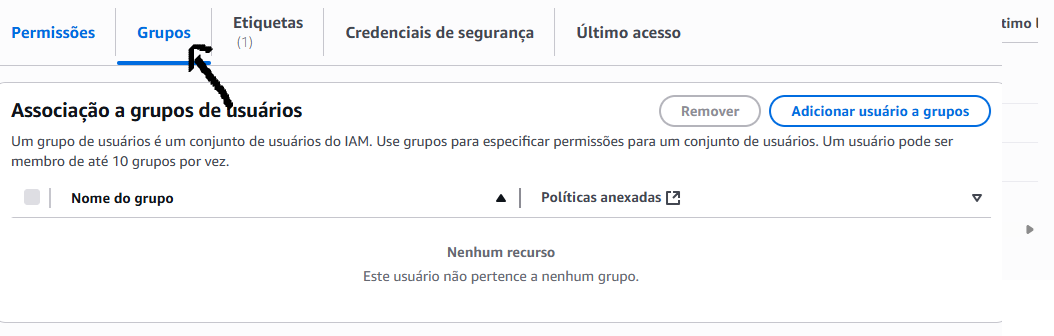 Permissões
Grupos
Etiquetas
(1)
Credenciais de segurança
Último acesso
Associação a grupos de usuários
Remover
Adicionar usuário a grupos
Um grupo de usuários é um conjunto de usuários do IAM. Use grupos para especificar permissões para um conjunto de usuários. Um usuário pode ser
membro de até 10 grupos por vez.
Nome do grupo
Políticas anexadas
Nenhum recurso
Este usuário não pertence a nenhum grupo.